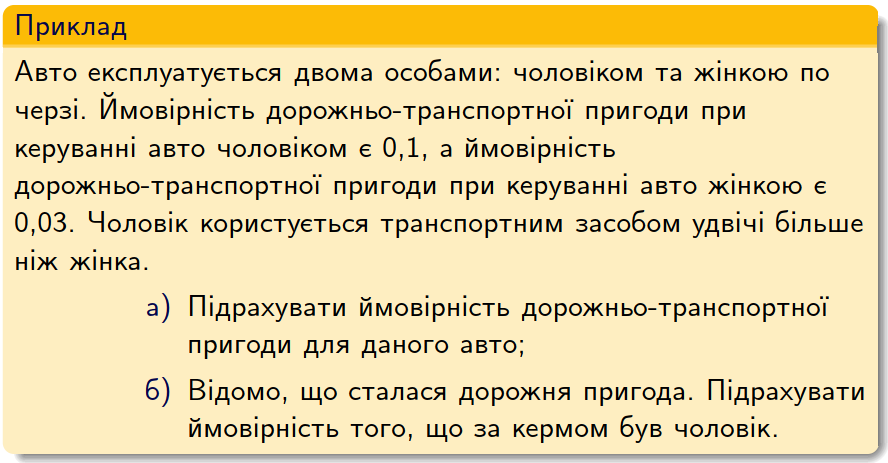 Приклад
Авто експлуатується двома особами: чоловіком та жінкою по
черзі. Ймовірність дорожньо-транспортної пригоди при
керуванні авто чоловіком є 0,1, а ймовірність
дорожньо-транспортної пригоди при керуванні авто жінкою є
0,03. Чоловік користується транспортним засобом удвічі більше
ніж жінка.
а) Підрахувати ймовірність дорожньо-транспортної
пригоди для даного авто;
б) Відомо, що сталася дорожня пригода. Підрахувати
ймовірність того, що за кермом був чоловік.